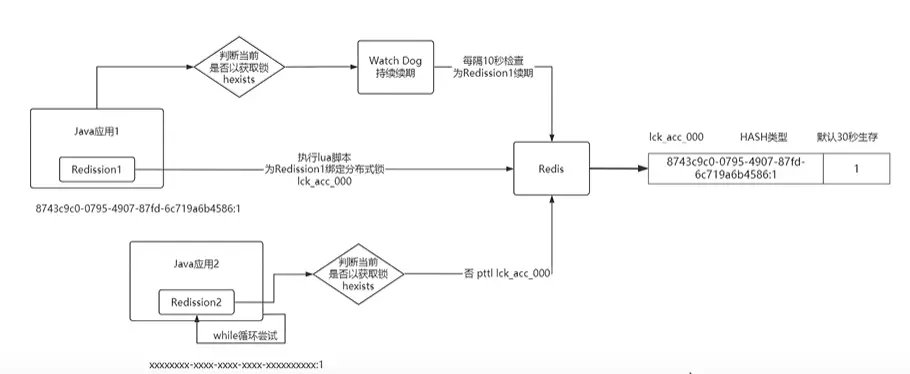 判断当前
是否以获取锁
hexists
Watch Dog
持续续期
每隔10秒检查
为Redission1续期
Java应用1
Redission1
执行lua脚本
为Redission1绑定分布式锁
lck_acc_000
Redis
lck_acc_000
HASH类型
默认30秒生存
8743c9c0-0795-4907-87fd-
6c719a6b4586:1
1
8743c9c0-0795-4907-87fd-6c719a6b4586:1
Java应用2
Redission2
判断当前
是否以获取锁
hexists
否 pttl lck_acc_000
while循环尝试
xxxxxxxx-xxxx-xxxx-xxxx-xxxxxxxxxx:1